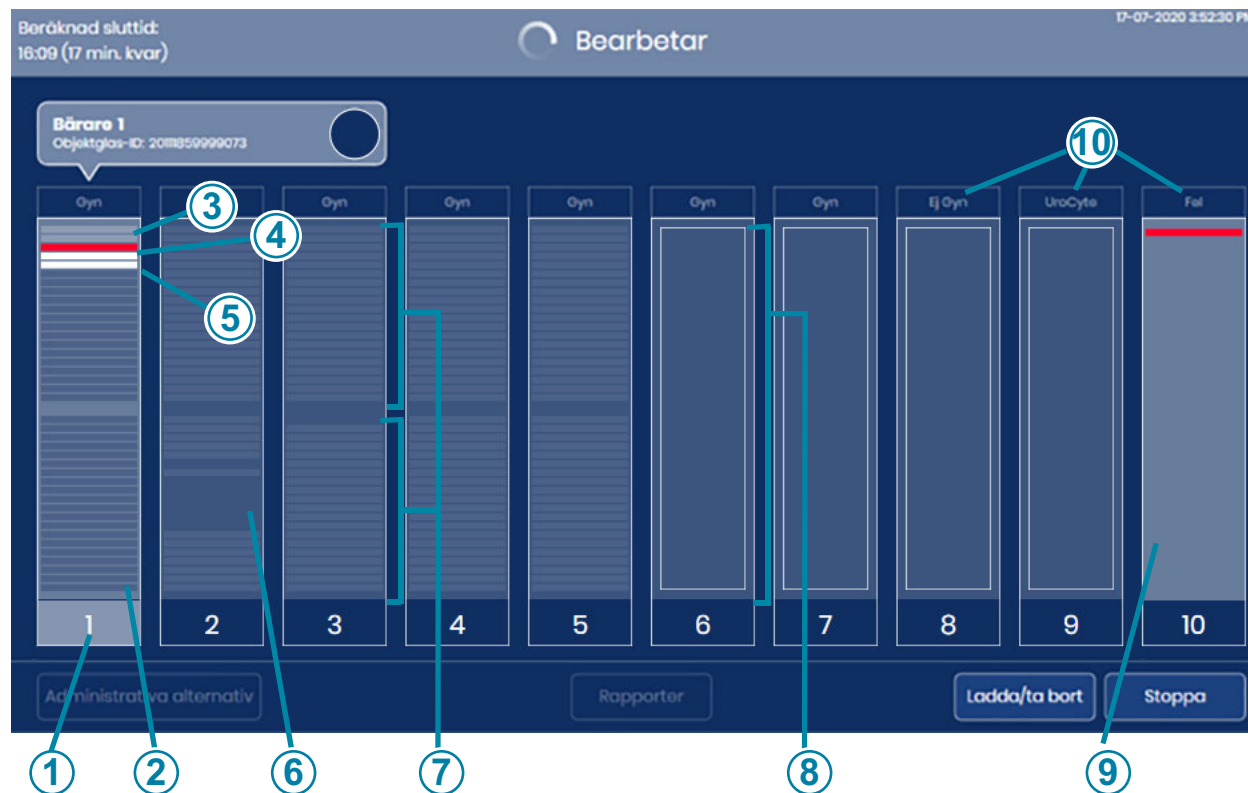 Beräknad sluttid:
16:09 (17 min. kvar)
Bearbetar
17-07-2020 3:52:30 PM
Bärare 1
Objektglas-ID: 20111859999073
10
Gyn
Gyn
Gyn
Gyn
Gyn
Gyn
Ej Gyn
UroCyte
Fel
3
4
5
1
2
3
4
5
6
7
8
9
10
Administrativa alternativ
Rapporter
Ladda/ta bort
Stoppa
1
2
6
7
8
9